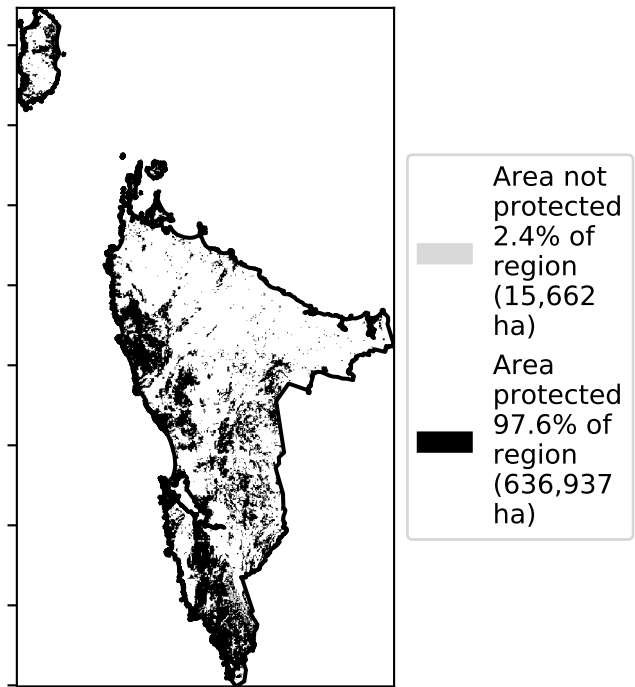 Area not
protected
2.4% of
region
(15,662
ha)
Area
protected
97.6% of
region
(636,937
ha)